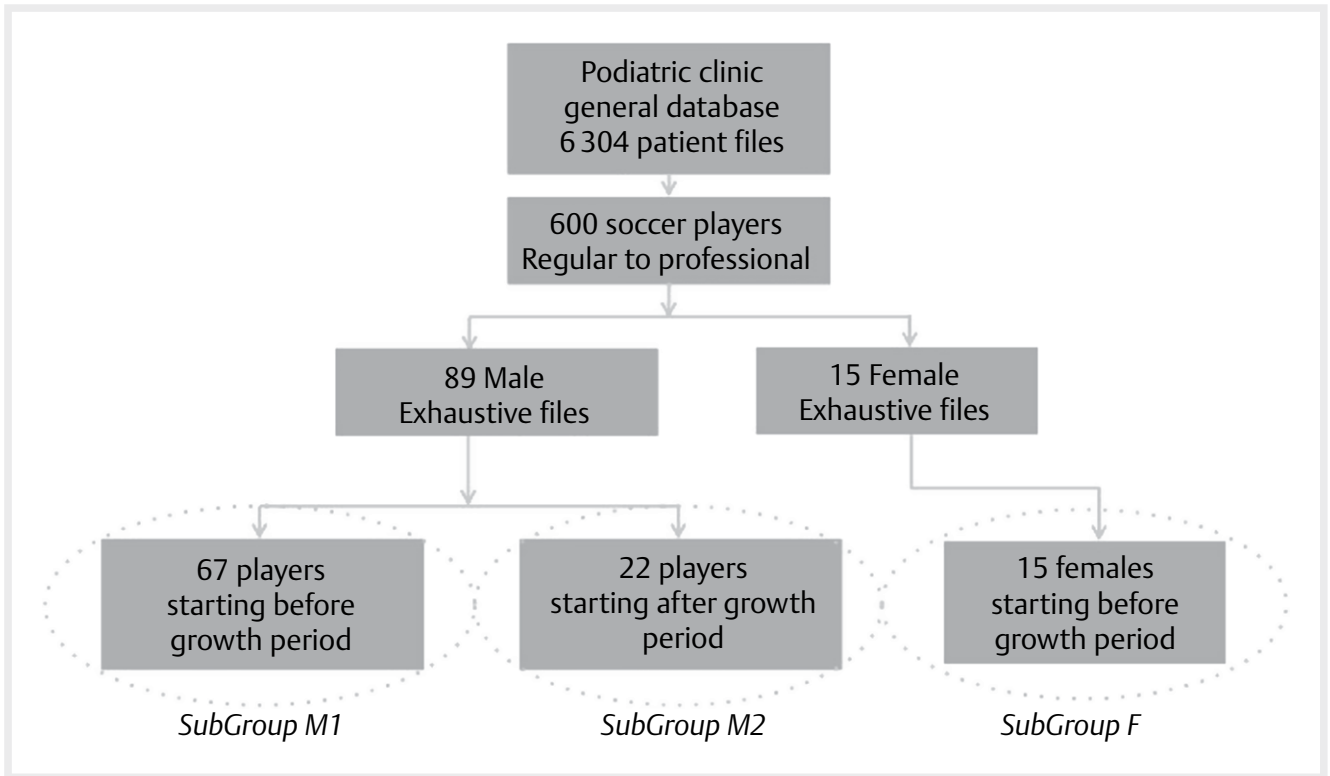 Podiatric clinic
general database
6 304 patient files
600 soccer players
Regular to professional
89 Male
Exhaustive files
15 Female
Exhaustive files
67 players
starting before
growth period
22 players
starting after growth
period
15 females
starting before
growth period
SubGroup M1
SubGroup M2
SubGroup F